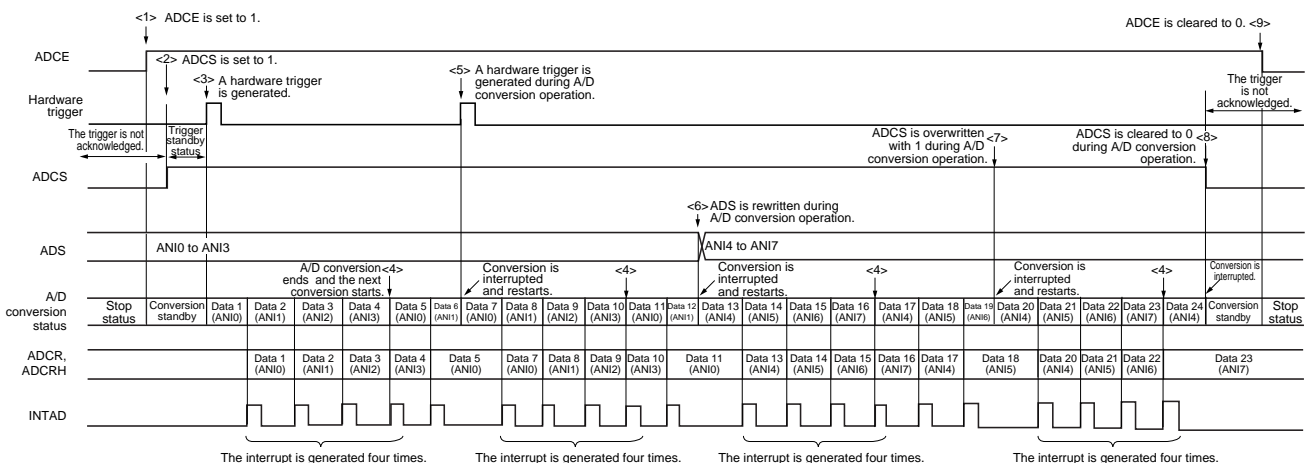 <1> ADCE is set to 1.
ADCE is cleared to 0. <9>
ADCE
<2> ADCS is set to 1.
<3> A hardware trigger
is generated.
<5> A hardware trigger is
generated during A/D
conversion operation.
The trigger
is not
acknowledged.
Hardware
trigger
The trigger is not
acknowledged.
Trigger
standby
status
ADCS is overwritten <7>
with 1 during A/D
conversion operation.
ADCS is cleared to 0 <8>
during A/D conversion
operation.
ADCS
<6> ADS is rewritten during
A/D conversion operation.
ADS
ANI0 to ANI3
ANI4 to ANI7
A/D conversion <4>
ends and the next
conversion starts.
Conversion is
interrupted
and restarts.
<4>
Conversion is
interrupted
and restarts.
<4>
Conversion is
interrupted
and restarts.
<4>
Conversion is
interrupted.
A/D
conversion
status
Stop
status
Conversion
standby
Data 1
(ANI0)
Data 2
(ANI1)
Data 3
(ANI2)
Data 4
(ANI3)
Data 5
(ANI0)
Data 6
(ANI1)
Data 7
(ANI0)
Data 8
(ANI1)
Data 9
(ANI2)
Data 10
(ANI3)
Data 11
(ANI0)
Data 12
(ANI1)
Data 13
(ANI4)
Data 14
(ANI5)
Data 15
(ANI6)
Data 16
(ANI7)
Data 17
(ANI4)
Data 18
(ANI5)
Data 19
(ANI6)
Data 20
(ANI4)
Data 21
(ANI5)
Data 22
(ANI6)
Data 23
(ANI7)
Data 24
(ANI4)
Conversion
standby
Stop
status
ADCR,
ADCRH
Data 1
(ANI0)
Data 2
(ANI1)
Data 3
(ANI2)
Data 4
(ANI3)
Data 5
(ANI0)
Data 7
(ANI0)
Data 8
(ANI1)
Data 9
(ANI2)
Data 10
(ANI3)
Data 11
(ANI0)
Data 13
(ANI4)
Data 14
(ANI5)
Data 15
(ANI6)
Data 16
(ANI7)
Data 17
(ANI4)
Data 18
(ANI5)
Data 20
(ANI4)
Data 21
(ANI5)
Data 22
(ANI6)
Data 23
(ANI7)
INTAD
The interrupt is generated four times.
The interrupt is generated four times.
The interrupt is generated four times.
The interrupt is generated four times.